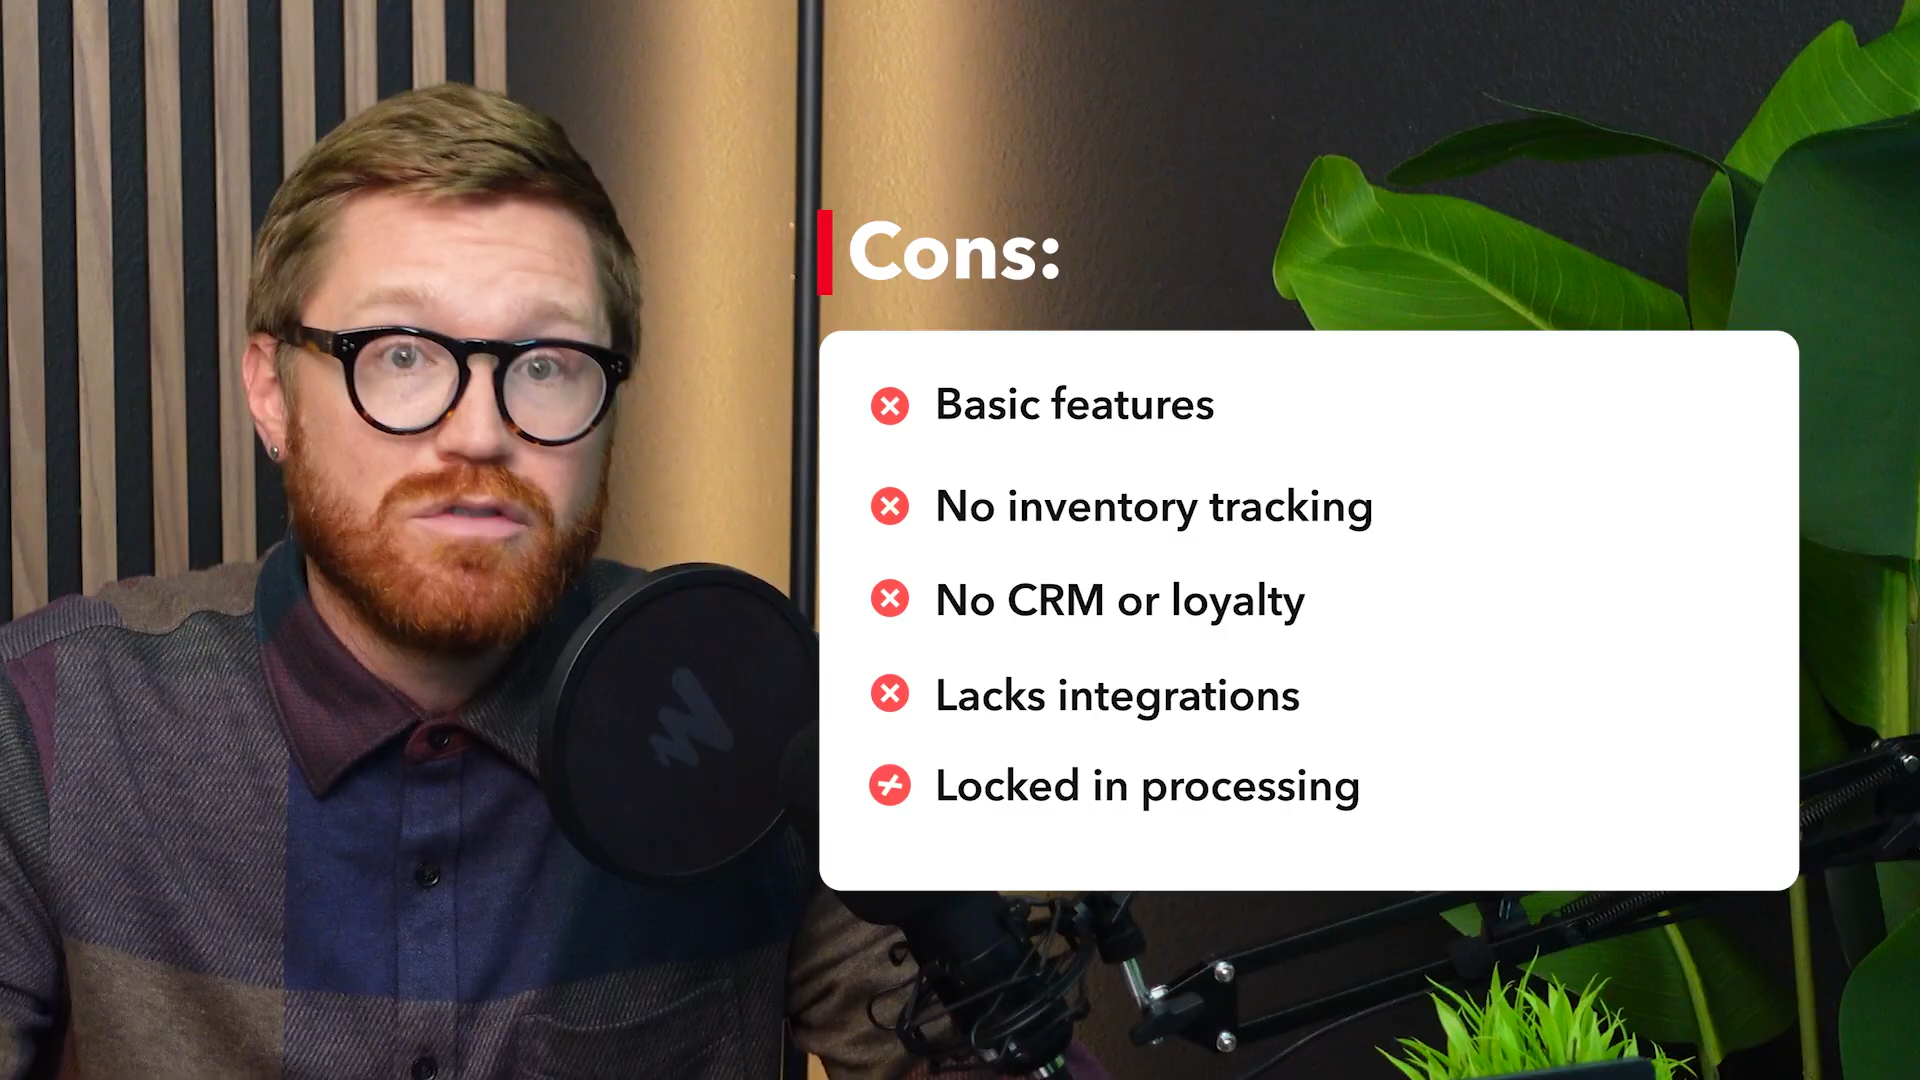 Cons:
Basic features
No inventory tracking
No CRM or loyalty
Lacks integrations
Locked in processing